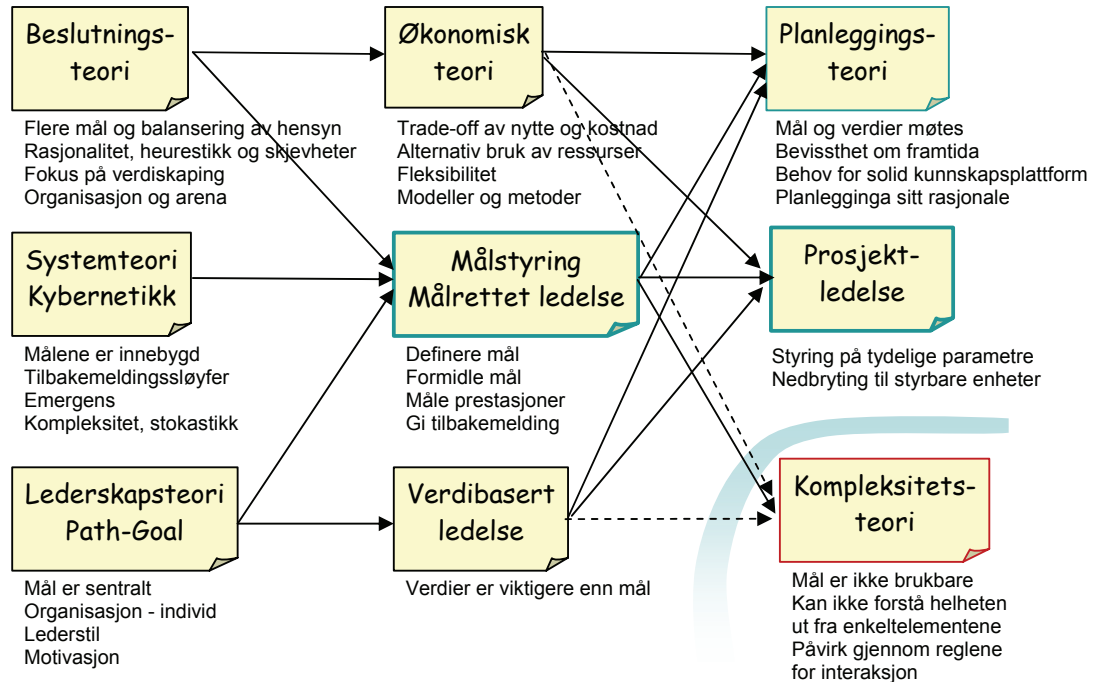 Beslutnings-
teori
Flere mål og balansering av hensyn
Rasjonalitet, heurestikk og skjevheter
Fokus på verdiskaping
Organisasjon og arena
Økonomisk
teori
Trade-off av nytte og kostnad
Alternativ bruk av ressurser
Fleksibilitet
Modeller og metoder
Planleggings-
teori
Mål og verdier møtes
Bevissthet om framtida
Behov for solid kunnskapsplattform
Planlegginga sitt rasjonale
Systemteori
Kybernetikk
Målene er innebygd
Tilbakemeldingssløyfer
Emergens
Kompleksitet, stokastikk
Målstyring
Målrettet ledelse
Definere mål
Formidle mål
Måle prestasjoner
Gi tilbakemelding
Prosjekt-
ledelse
Styring på tydelige parametre
Nedbryting til styrbare enheter
Lederskapsteori
Path-Goal
Mål er sentralt
Organisasjon - individ
Lederstil
Motivasjon
Verdibasert
ledelse
Verdier er viktigere enn mål
Kompleksitets-
teori
Mål er ikke brukbare
Kan ikke forstå helheten
ut fra enkeltelementene
Påvirk gjennom reglene
for interaksjon